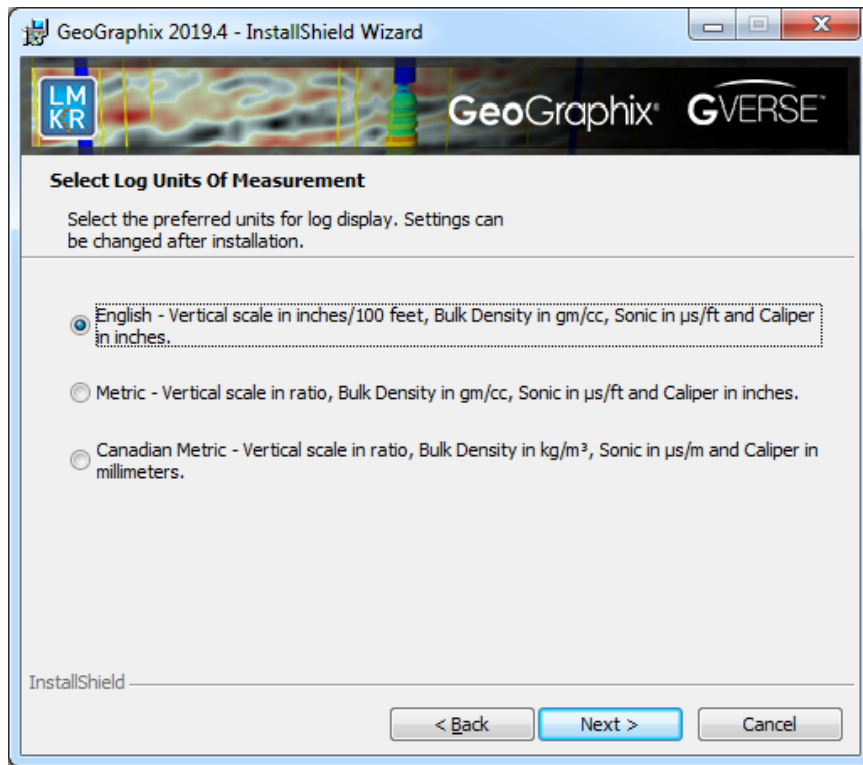 GeoGraphix 2019.4 - InstallShield Wizard
LM
KR
GeoGraphix® GVERSE™
Select Log Units Of Measurement
Select the preferred units for log display. Settings can
be changed after installation.
English - Vertical scale in inches/100 feet, Bulk Density in gm/cc, Sonic in µs/ft and Caliper
in inches.
Metric - Vertical scale in ratio, Bulk Density in gm/cc, Sonic in µs/ft and Caliper in inches.
Canadian Metric - Vertical scale in ratio, Bulk Density in kg/m³, Sonic in µs/m and Caliper in
millimeters.
InstallShield
< Back Next > Cancel